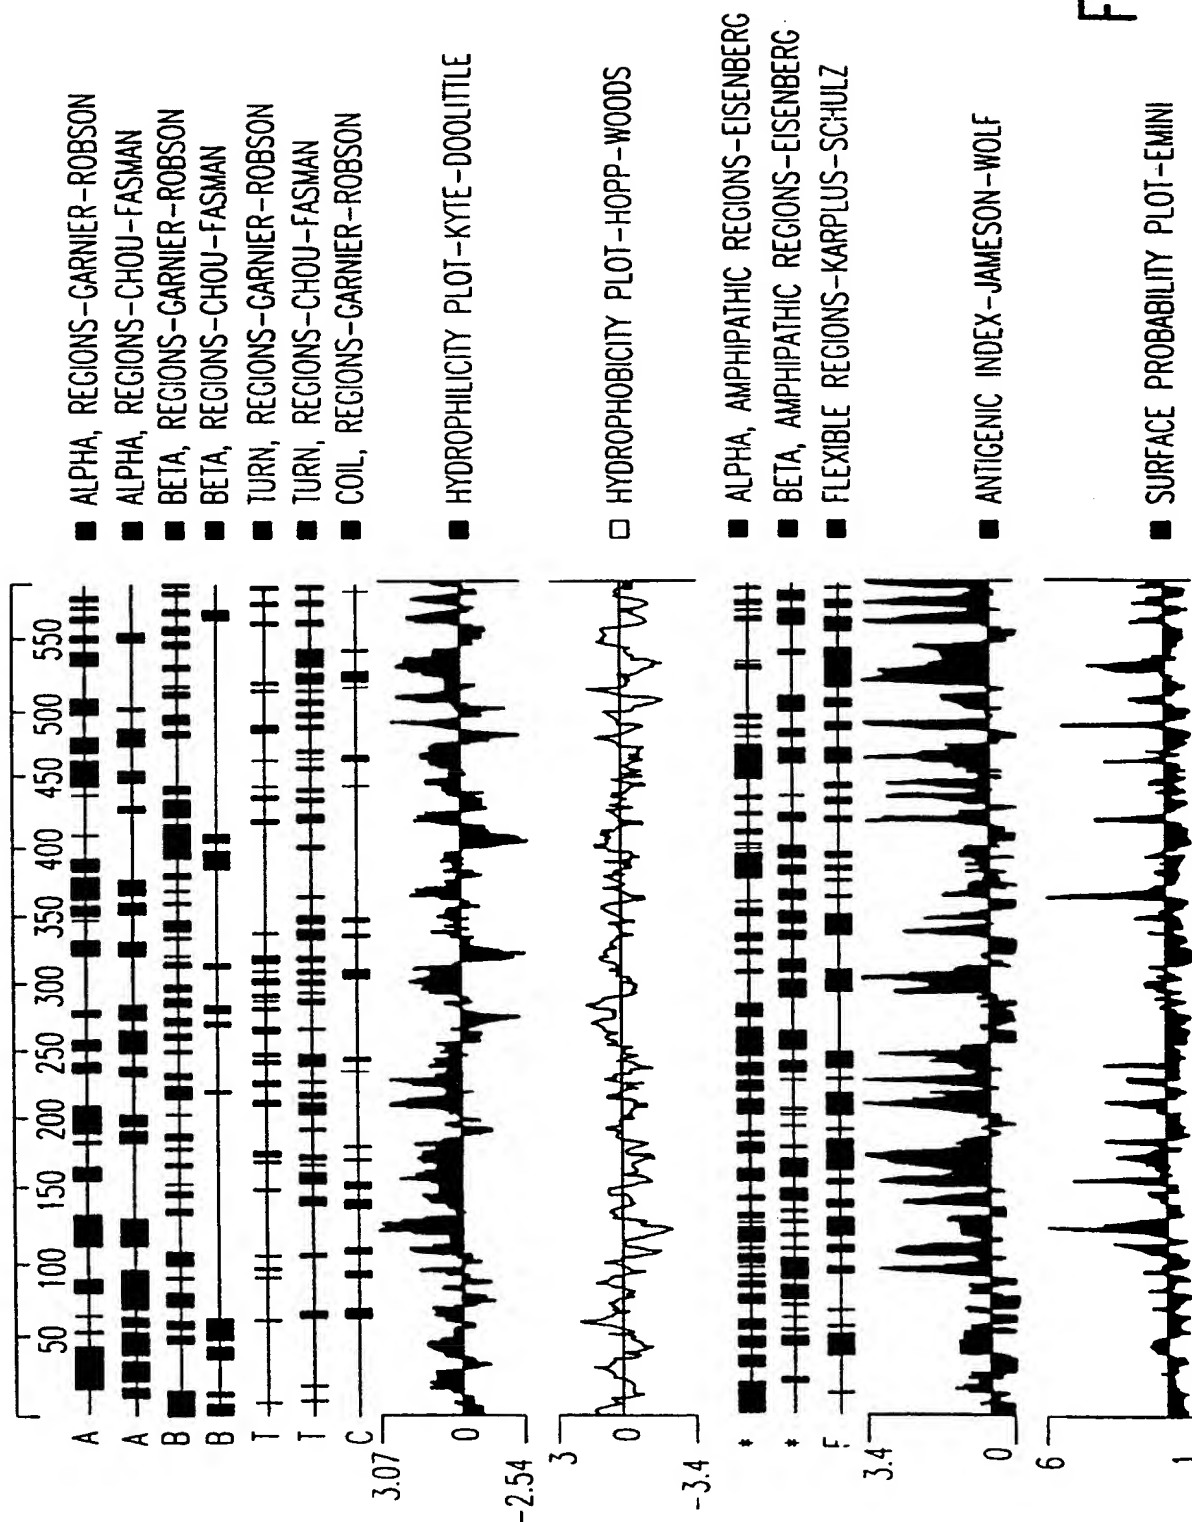 50 100 150 200 250 300 350 400 450 500 550
A ■ ALPHA, REGIONS-GARNIER-ROBSON
A ■ ALPHA, REGIONS-CHOU-FASMAN
B ■ BETA, REGIONS-GARNIER-ROBSON
B ■ BETA, REGIONS-CHOU-FASMAN
T ■ TURN, REGIONS-GARNIER-ROBSON
T ■ TURN, REGIONS-CHOU-FASMAN
C ■ COIL, REGIONS-GARNIER-ROBSON
3.07
0 ■ HYDROPHILICITY PLOT-KYTE-DOOLITTLE
-2.54
3
0 □ HYDROPHOBICITY PLOT-HOPP-WOODS
-3.4
* ■ ALPHA, AMPHIPATHIC REGIONS-EISENBERG
* ■ BETA, AMPHIPATHIC REGIONS-EISENBERG
F ■ FLEXIBLE REGIONS-KARPLUS-SCHULZ
3.4
■ ANTIGENIC INDEX-JAMESON-WOLF
0
6
■ SURFACE PROBABILITY PLOT-EMINI
1
F